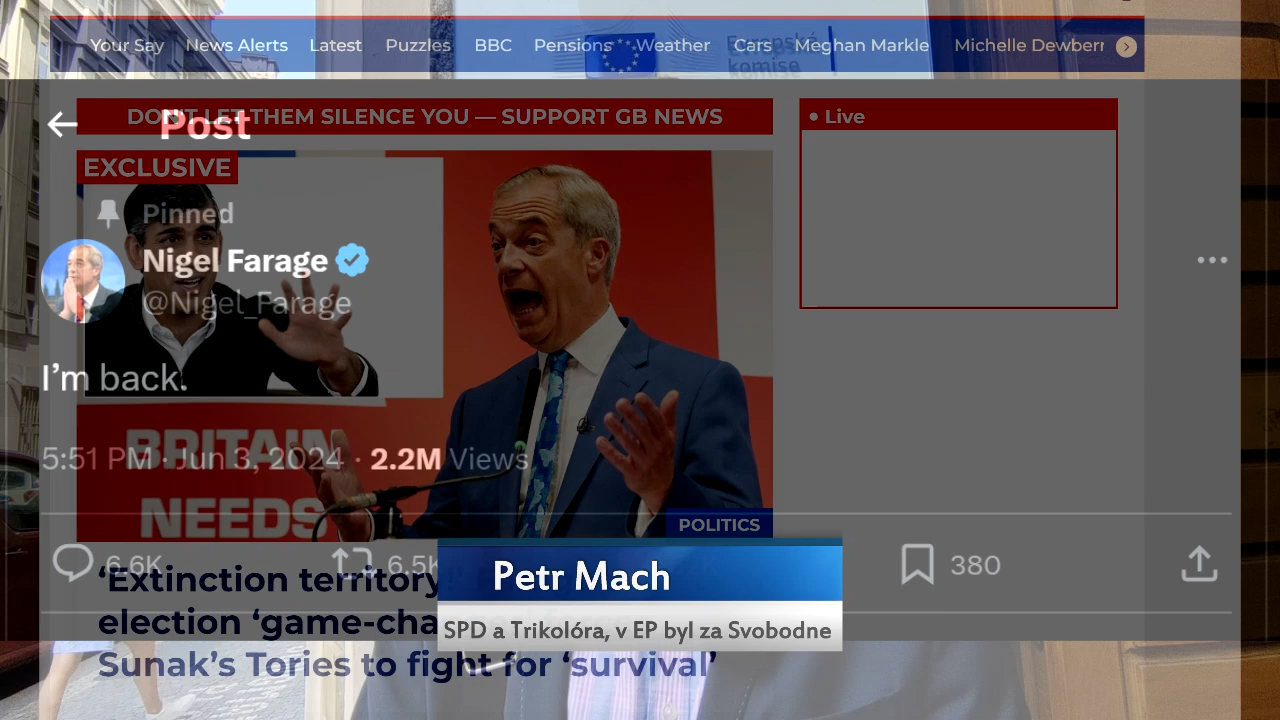 Your Say News Alerts Latest Puzzles BBC Pensions Weather Cars Meghan Markle Michelle Dewberr
Evropská
komise
DON'T LET THEM SILENCE YOU — SUPPORT GB NEWS
Live
Post
EXCLUSIVE
Pinned
Nigel Farage
@Nigel_Farage
I'm back.
BRITAIN
5:51 PM · Jun 3, 2024 · 2.2M Views
NEEDS
POLITICS
6.6K 6.5K 380
'Extinction territory
election 'game-cha
Sunak's Tories to fight for 'survival'
Petr Mach
SPD a Trikolóra, v EP byl za Svobodne